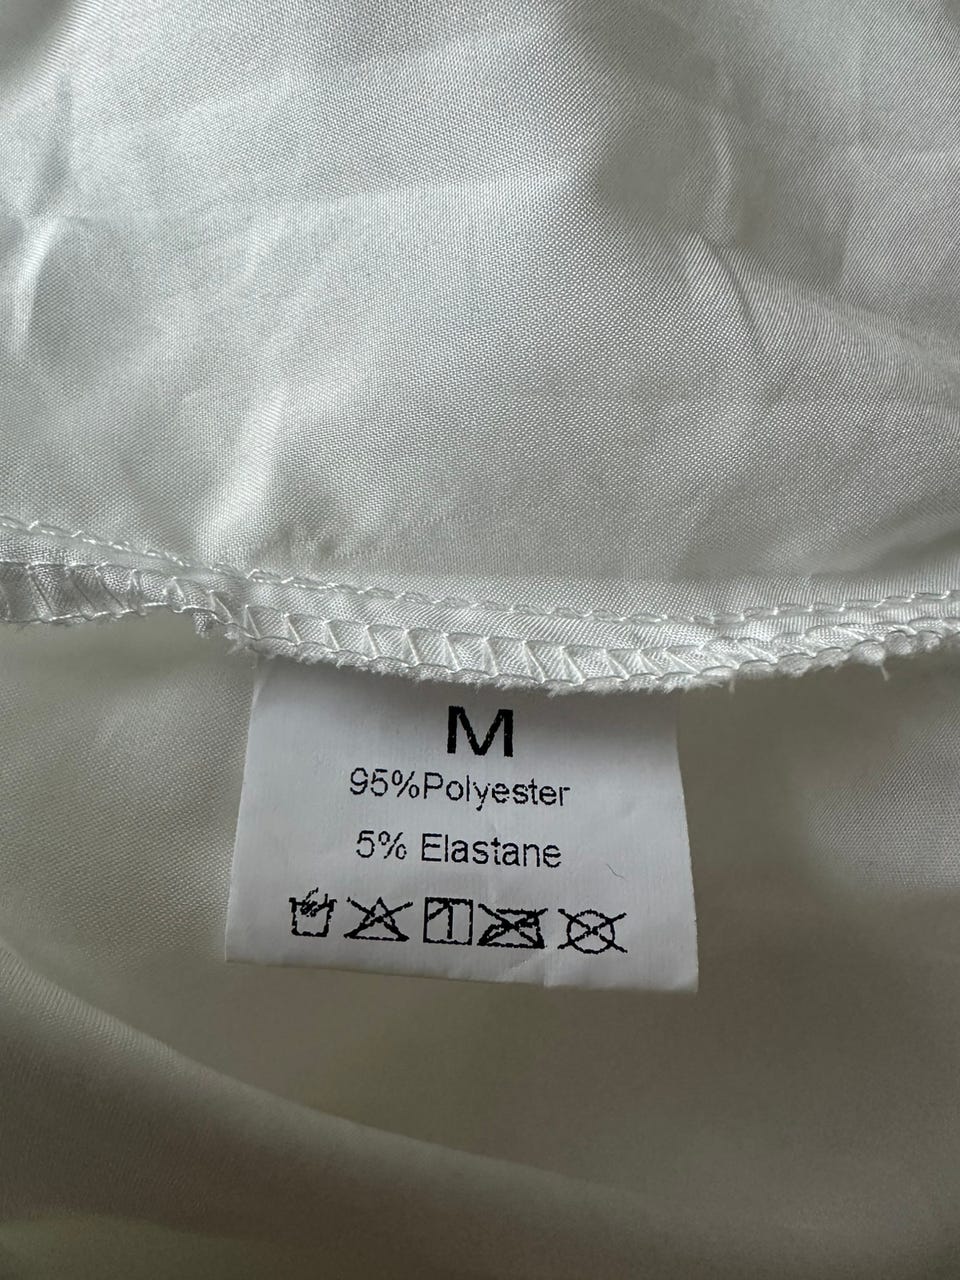 M
95%Polyester
5% Elastane